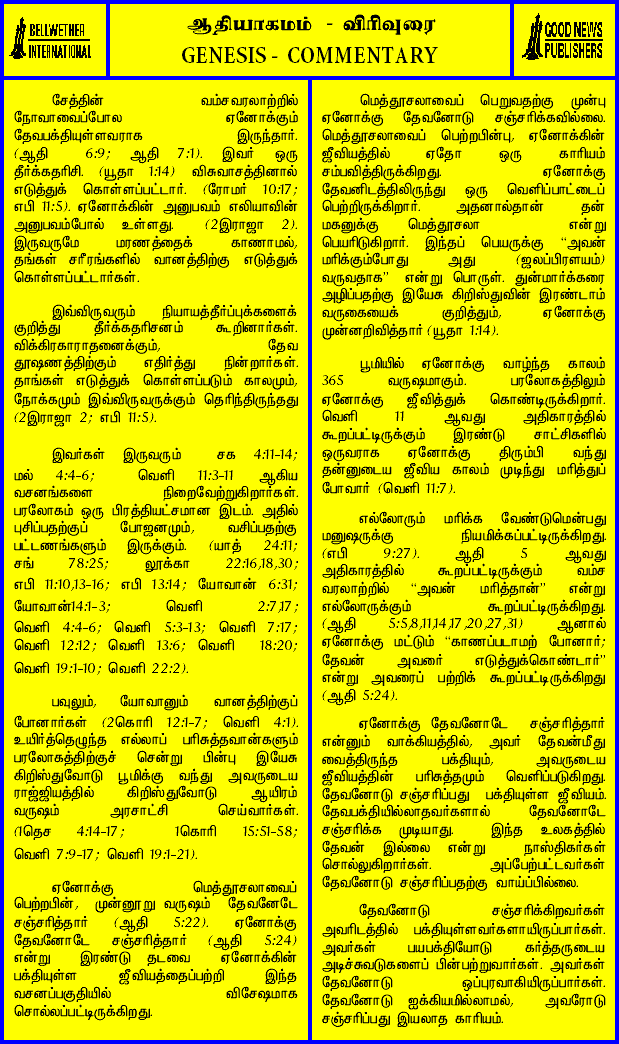 BELLWETHER
INTERNATIONAL
ஆதியாகமம் - விரிவுரை
GENESIS - COMMENTARY
GOOD NEWS
PUBLISHERS
சேத்தின் வம்சவரலாற்றில்
நோவாவைப்போல ஏனோக்கும்
தேவபக்தியுள்ளவராக இருந்தார்.
(ஆதி 6:9; ஆதி 7:1). இவர் ஒரு
தீர்க்கதரிசி. (யூதா 1:14) விசுவாசத்தினால்
எடுத்துக் கொள்ளப்பட்டார். (ரோமர் 10:17;
எபி 11:5). ஏனோக்கின் அனுபவம் எலியாவின்
அனுபவம்போல் உள்ளது. (2இராஜா 2).
இருவருமே மரணத்தைக் காணாமல்,
தங்கள் சரீரங்களில் வானத்திற்கு எடுத்துக்
கொள்ளப்பட்டார்கள்.
இவ்விருவரும் நியாயத்தீர்ப்புக்களைக்
குறித்து தீர்க்கதரிசனம் கூறினார்கள்.
விக்கிரகாராதனைக்கும், தேவ
தூஷணத்திற்கும் எதிர்த்து நின்றார்கள்.
தாங்கள் எடுத்துக் கொள்ளப்படும் காலமும்,
நோக்கமும் இவ்விருவருக்கும் தெரிந்திருந்தது
(2இராஜா 2; எபி 11:5).
இவர்கள் இருவரும் சக 4:11-14;
மல் 4:4-6; வெளி 11:3-11 ஆகிய
வசனங்களை நிறைவேற்றுகிறார்கள்.
பரலோகம் ஒரு பிரத்தியட்சமான இடம். அதில்
புசிப்பதற்குப் போஜனமும், வசிப்பதற்கு
பட்டணங்களும் இருக்கும். (யாத் 24:11;
சங் 78:25; லூக்கா 22:16,18,30;
எபி 11:10,13-16; எபி 13:14; யோவான் 6:31;
யோவான்14:1-3; வெளி 2:7,17;
வெளி 4:4-6; வெளி 5:3-13; வெளி 7:17;
வெளி 12:12; வெளி 13:6; வெளி 18:20;
வெளி 19:1-10; வெளி 22:2).
பவுலும், யோவானும் வானத்திற்குப்
போனார்கள் (2கொரி 12:1-7; வெளி 4:1).
உயிர்த்தெழுந்த எல்லாப் பரிசுத்தவான்களும்
பரலோகத்திற்குச் சென்று பின்பு இயேசு
கிறிஸ்துவோடு பூமிக்கு வந்து அவருடைய
ராஜ்ஜியத்தில் கிறிஸ்துவோடு ஆயிரம்
வருஷம் அரசாட்சி செய்வார்கள்.
(1தெச 4:14-17; 1கொரி 15:51-58;
வெளி 7:9-17; வெளி 19:1-21).
ஏனோக்கு மெத்தூசலாவைப்
பெற்றபின், முன்னூறு வருஷம் தேவனேடே
சஞ்சரித்தார் (ஆதி 5:22). ஏனோக்கு
தேவனோடே சஞ்சரித்தார் (ஆதி 5:24)
என்று இரண்டு தடவை ஏனோக்கின்
பக்தியுள்ள ஜீவியத்தைப்பற்றி இந்த
வசனப்பகுதியில் விசேஷமாக
சொல்லப்பட்டிருக்கிறது.
மெத்தூசலாவைப் பெறுவதற்கு முன்பு
ஏனோக்கு தேவனோடு சஞ்சரிக்கவில்லை.
மெத்தூசலாவைப் பெற்றபின்பு, ஏனோக்கின்
ஜீவியத்தில் ஏதோ ஒரு காரியம்
சம்பவித்திருக்கிறது. ஏனோக்கு
தேவனிடத்திலிருந்து ஒரு வெளிப்பாட்டைப்
பெற்றிருக்கிறார். அதனால்தான் தன்
மகனுக்கு மெத்தூசலா என்று
பெயரிடுகிறார். இந்தப் பெயருக்கு “அவன்
மரிக்கும்போது அது (ஜலப்பிரளயம்)
வருவதாக” என்று பொருள். துன்மார்க்கரை
அழிப்பதற்கு இயேசு கிறிஸ்துவின் இரண்டாம்
வருகையைக் குறித்தும், ஏனோக்கு
முன்னறிவித்தார் (யூதா 1:14).
பூமியில் ஏனோக்கு வாழ்ந்த காலம்
365 வருஷமாகும். பரலோகத்திலும்
ஏனோக்கு ஜீவித்துக் கொண்டிருக்கிறார்.
வெளி 11 ஆவது அதிகாரத்தில்
கூறப்பட்டிருக்கும் இரண்டு சாட்சிகளில்
ஒருவராக ஏனோக்கு திரும்பி வந்து
தன்னுடைய ஜீவிய காலம் முடிந்து மரித்துப்
போவார் (வெளி 11:7).
எல்லோரும் மரிக்க வேண்டுமென்பது
மனுஷருக்கு நியமிக்கப்பட்டிருக்கிறது.
(எபி 9:27). ஆதி 5 ஆவது
அதிகாரத்தில் கூறப்பட்டிருக்கும் வம்ச
வரலாற்றில் “அவன் மரித்தான்” என்று
எல்லோருக்கும் கூறப்பட்டிருக்கிறது.
(ஆதி 5:5,8,11,14,17,20,27,31) ஆனால்
ஏனோக்கு மட்டும் “காணப்படாமற் போனார்;
தேவன் அவரை எடுத்துக்கொண்டார்”
என்று அவரைப் பற்றிக் கூறப்பட்டிருக்கிறது
(ஆதி 5:24).
ஏனோக்கு தேவனோடே சஞ்சரித்தார்
என்னும் வாக்கியத்தில், அவர் தேவன்மீது
வைத்திருந்த பக்தியும், அவருடைய
ஜீவியத்தின் பரிசுத்தமும் வெளிப்படுகிறது.
தேவனோடு சஞ்சரிப்பது பக்தியுள்ள ஜீவியம்.
தேவபக்தியில்லாதவர்களால் தேவனோடே
சஞ்சரிக்க முடியாது. இந்த உலகத்தில்
தேவன் இல்லை என்று நாஸ்திகர்கள்
சொல்லுகிறார்கள். அப்பேற்பட்டவர்கள்
தேவனோடு சஞ்சரிப்பதற்கு வாய்ப்பில்லை.
தேவனோடு சஞ்சரிக்கிறவர்கள்
அவரிடத்தில் பக்தியுள்ளவர்களாயிருப்பார்கள்.
அவர்கள் பயபக்தியோடு கர்த்தருடைய
அடிச்சுவடுகளைப் பின்பற்றுவார்கள். அவர்கள்
தேவனோடு ஒப்புரவாகியிருப்பார்கள்.
தேவனோடு ஐக்கியமில்லாமல், அவரோடு
சஞ்சரிப்பது இயலாத காரியம்.